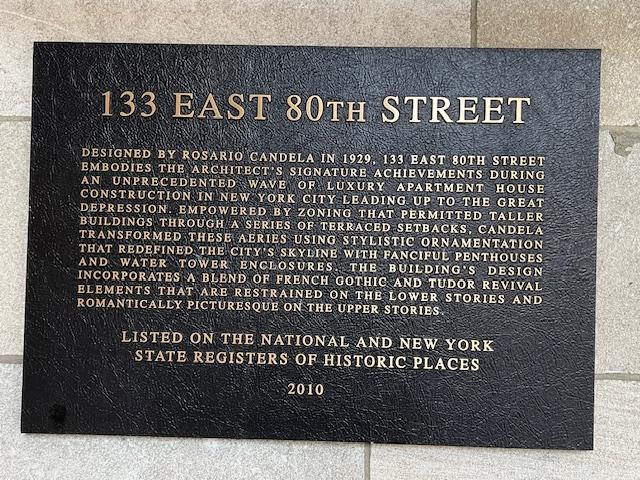 133 EAST 80TH STREET
DESIGNED BY ROSARIO CANDELA IN 1929, 133 EAST 80TH STREET
EMBODIES THE ARCHITECT'S SIGNATURE ACHIEVEMENTS DURING
AN UNPRECEDENTED WAVE OF LUXURY APARTMENT HOUSE
CONSTRUCTION IN NEW YORK CITY LEADING UP TO THE GREAT
DEPRESSION. EMPOWERED BY ZONING THAT PERMITTED TALLER
BUILDINGS THROUGH A SERIES OF TERRACED SETBACKS, CANDELA
TRANSFORMED THESE AERIES USING STYLISTIC ORNAMENTATION
THAT REDEFINED THE CITY'S SKYLINE WITH FANCIFUL PENTHOUSES
AND WATER TOWER ENCLOSURES. THE BUILDING'S DESIGN
INCORPORATES A BLEND OF FRENCH GOTHIC AND TUDOR REVIVAL
ELEMENTS THAT ARE RESTRAINED ON THE LOWER STORIES AND
ROMANTICALLY PICTURESQUE ON THE UPPER STORIES.
LISTED ON THE NATIONAL AND NEW YORK
STATE REGISTERS OF HISTORIC PLACES
2010